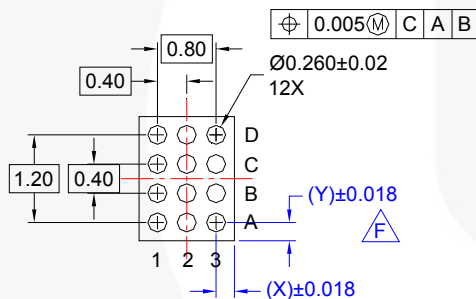 ⌖ 0.005Ⓜ C A B
0.80
Ø0.260±0.02
12X
0.40
D
C
1.20 0.40
B
(Y)±0.018
A
F
1 2 3
(X)±0.018